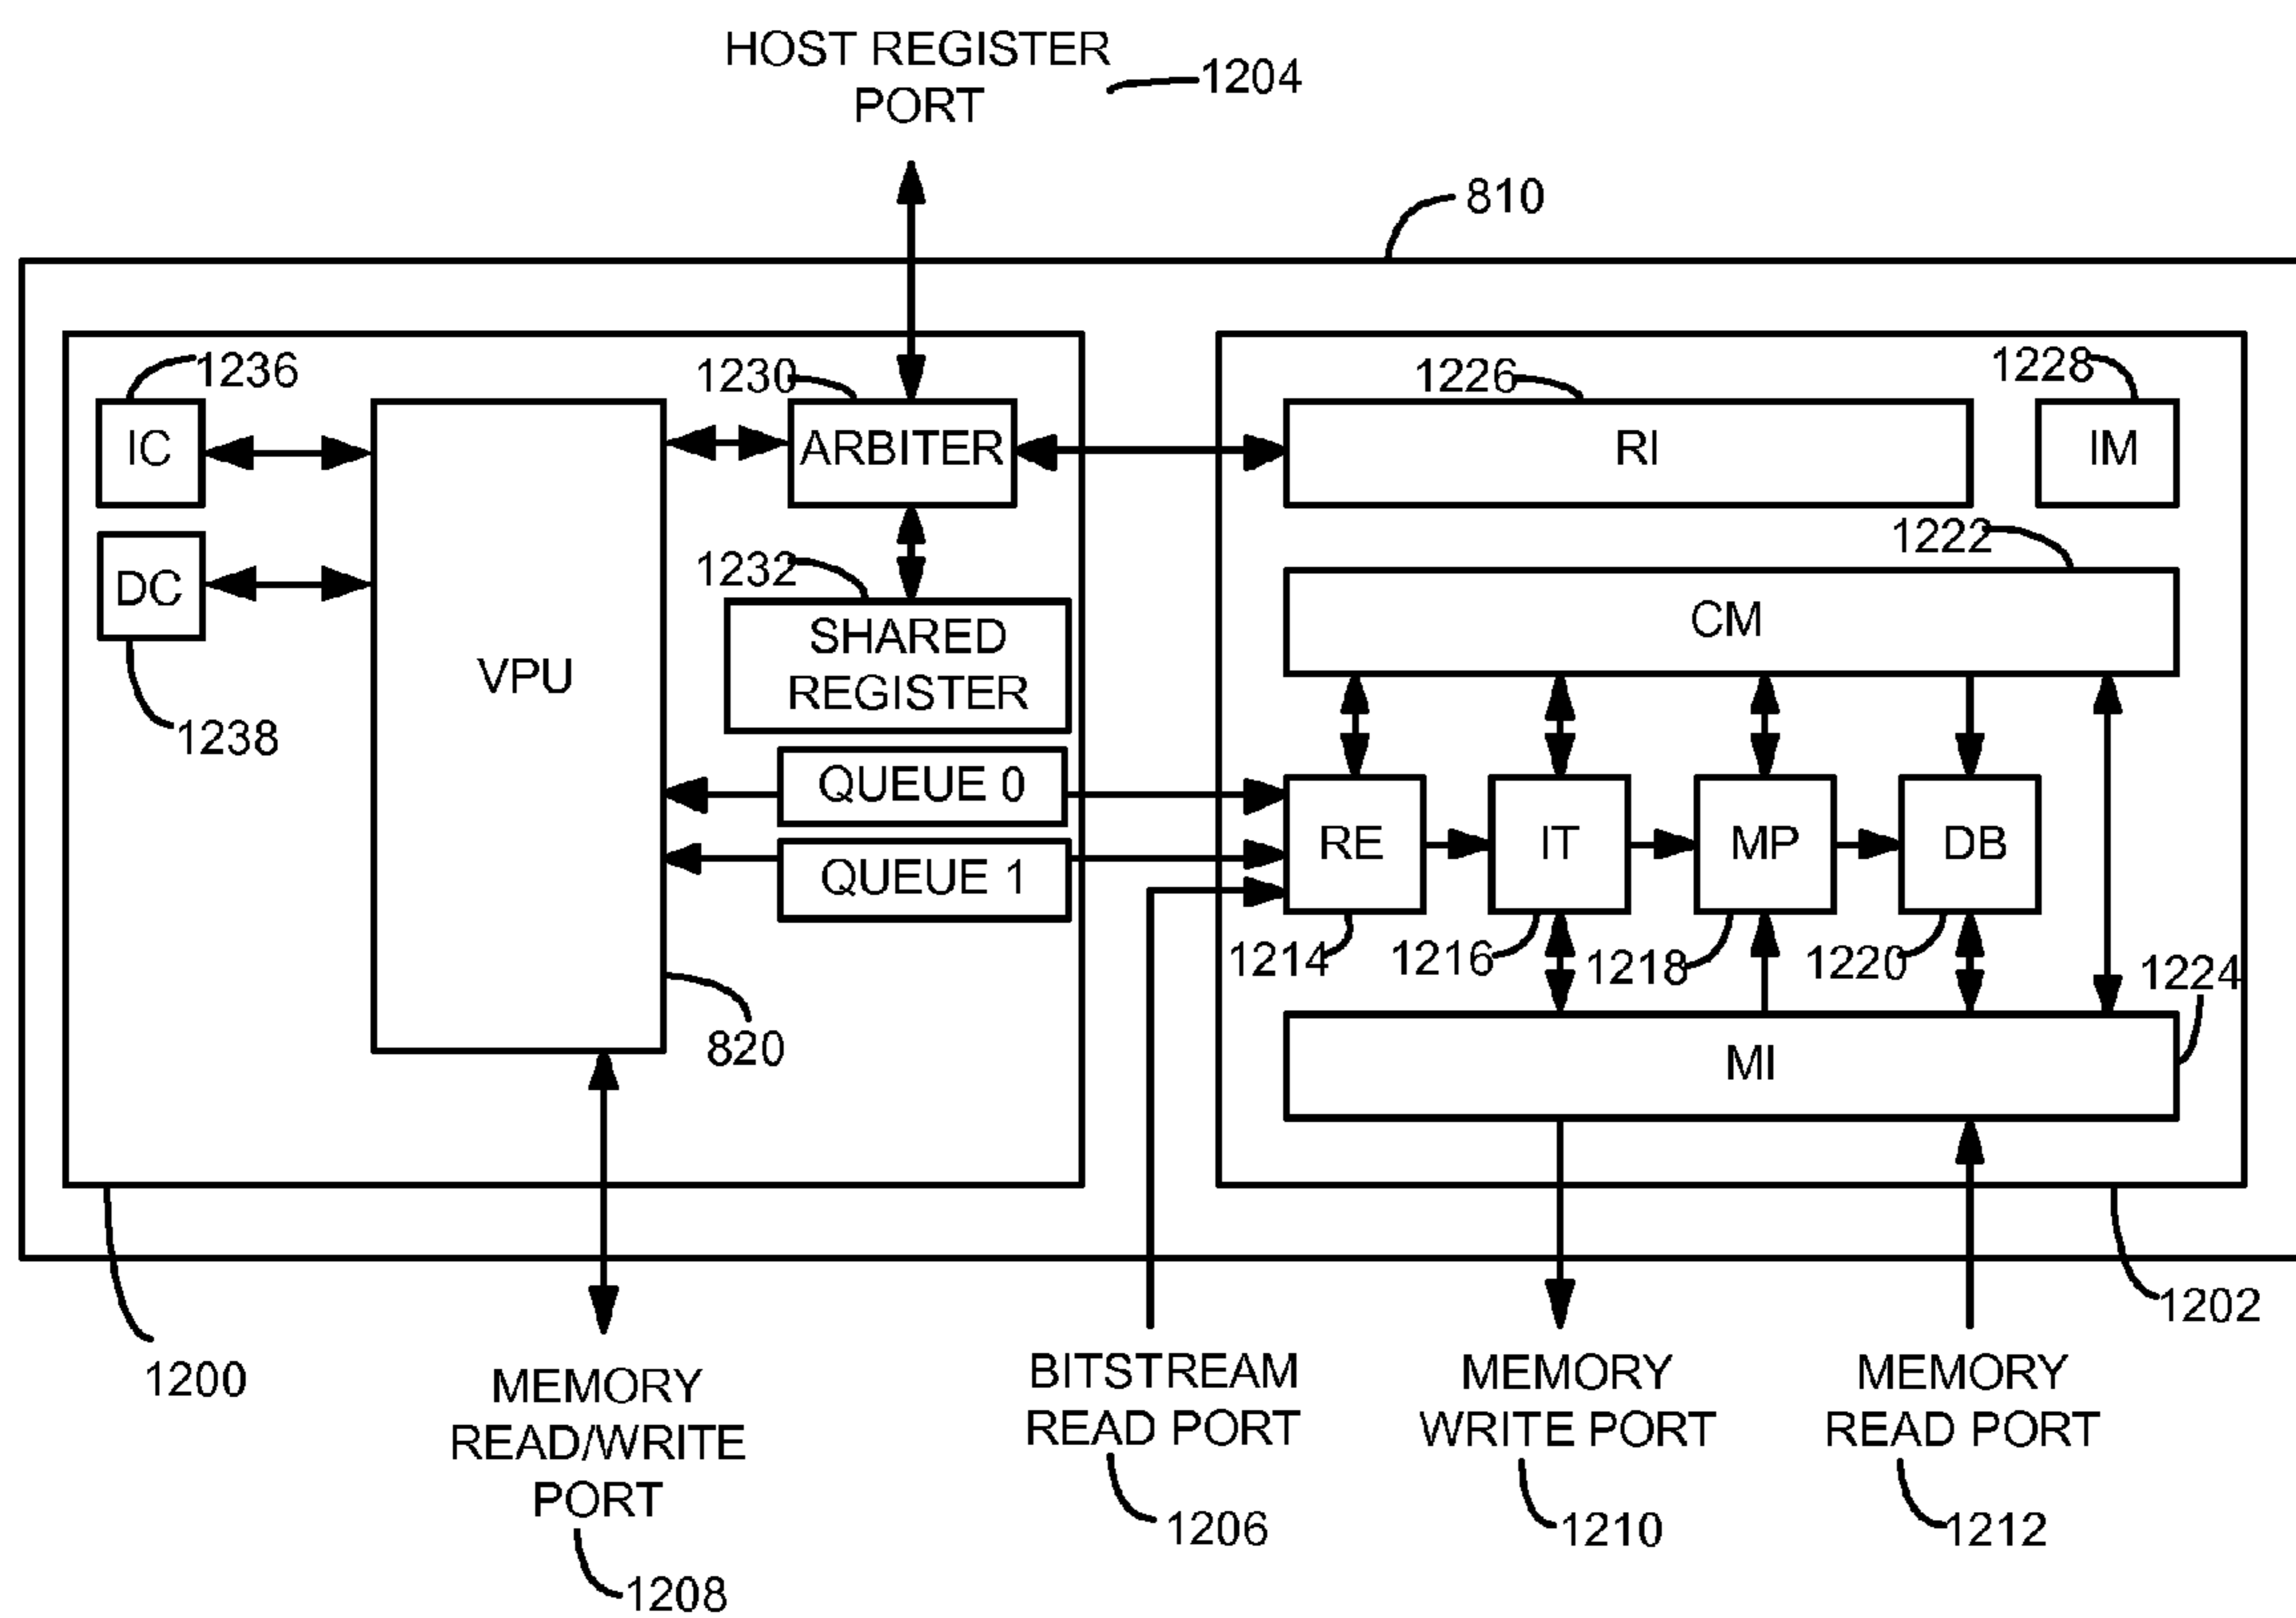 HOST REGISTER
PORT
1204
810
1236
1230
1226
1228
IC
ARBITER
RI
IM
1222
DC
1232
SHARED
REGISTER
CM
VPU
1238
QUEUE 0
QUEUE 1
RE
IT
MP
DB
1214
1216
1218
1220
1224
820
MI
1202
1200
MEMORY
READ/WRITE
PORT
1208
BITSTREAM
READ PORT
1206
MEMORY
WRITE PORT
1210
MEMORY
READ PORT
1212